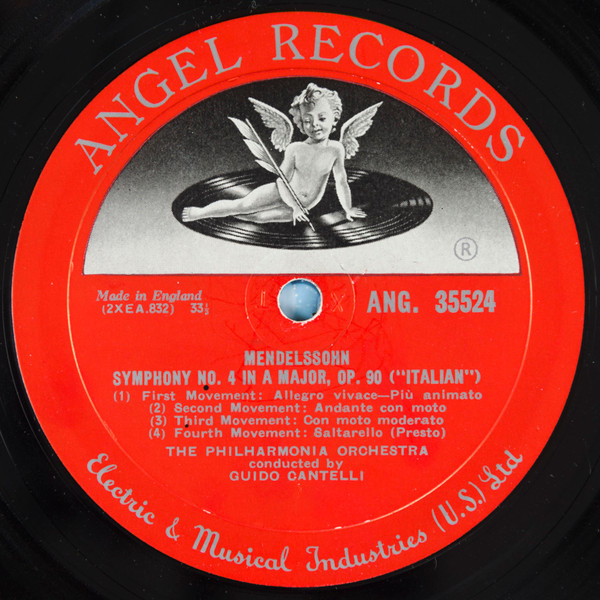 ANGEL RECORDS
®
Made in England
(2XEA.832) 33⅓
ANG. 35524
MENDELSSOHN
SYMPHONY NO. 4 IN A MAJOR, OP. 90 ("ITALIAN")
(1) First Movement: Allegro vivace—Più animato
(2) Second Movement: Andante con moto
(3) Third Movement: Con moto moderato
(4) Fourth Movement: Saltarello (Presto)
THE PHILHARMONIA ORCHESTRA
conducted by
GUIDO CANTELLI
Electric & Musical Industries (U.S.) Ltd